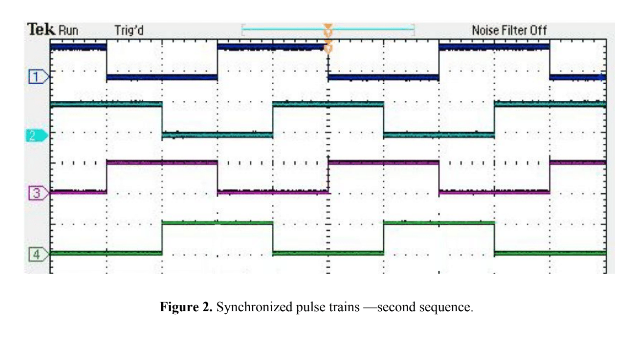 Tek Run Trig'd Noise Filter Off
1
2
3
4
Figure 2. Synchronized pulse trains —second sequence.